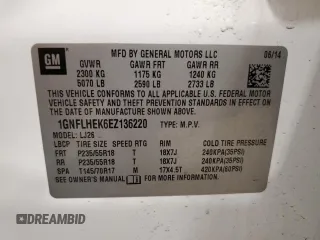 GM
MFD BY GENERAL MOTORS LLC
08/14
GVWR GAWR FRT GAWR RR
2300 KG 1175 KG 1240 KG
5070 LB 2590 LB 2733 LB
THIS VEHICLE CONFORMS TO ALL APPLICABLE U.S. FEDERAL
MOTOR VEHICLE SAFETY, BUMPER, AND THEFT PREVENTION
STANDARDS IN EFFECT ON THE DATE OF MANUFACTURE
SHOWN ABOVE.
1GNFLHEK6EZ136220 TYPE: M.P.V.
LBCP LJ26
TIRE SIZE SPEED RTG RIM COLD TIRE PRESSURE
FRT P235/55R18 T 18X7J 240KPA(35PSI)
RR P235/55R18 T 18X7J 240KPA(35PSI)
SPA T145/70R17 M 17X4.5T 420KPA(60PSI)
SEE OWNER'S MANUAL FOR MORE INFORMATION.
DREAMBID.COM